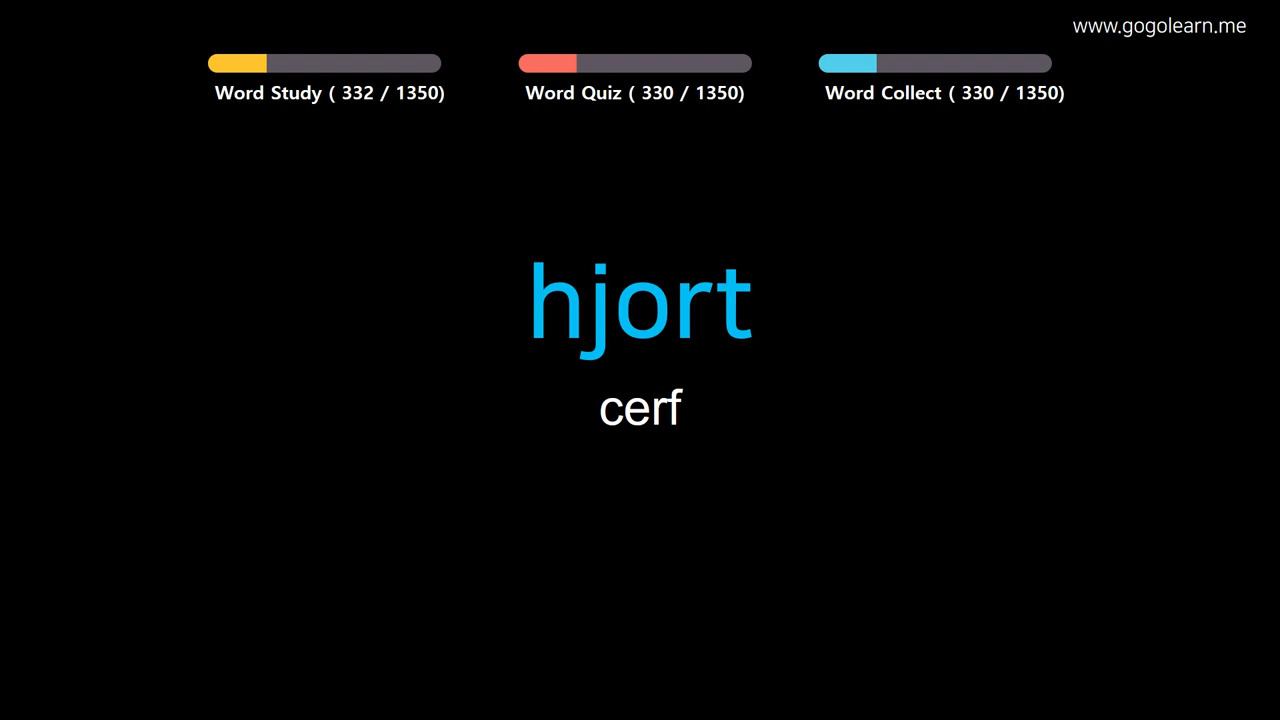 www.gogolearn.me
Word Study ( 332 / 1350)
Word Quiz ( 330 / 1350)
Word Collect ( 330 / 1350)
hjort
cerf